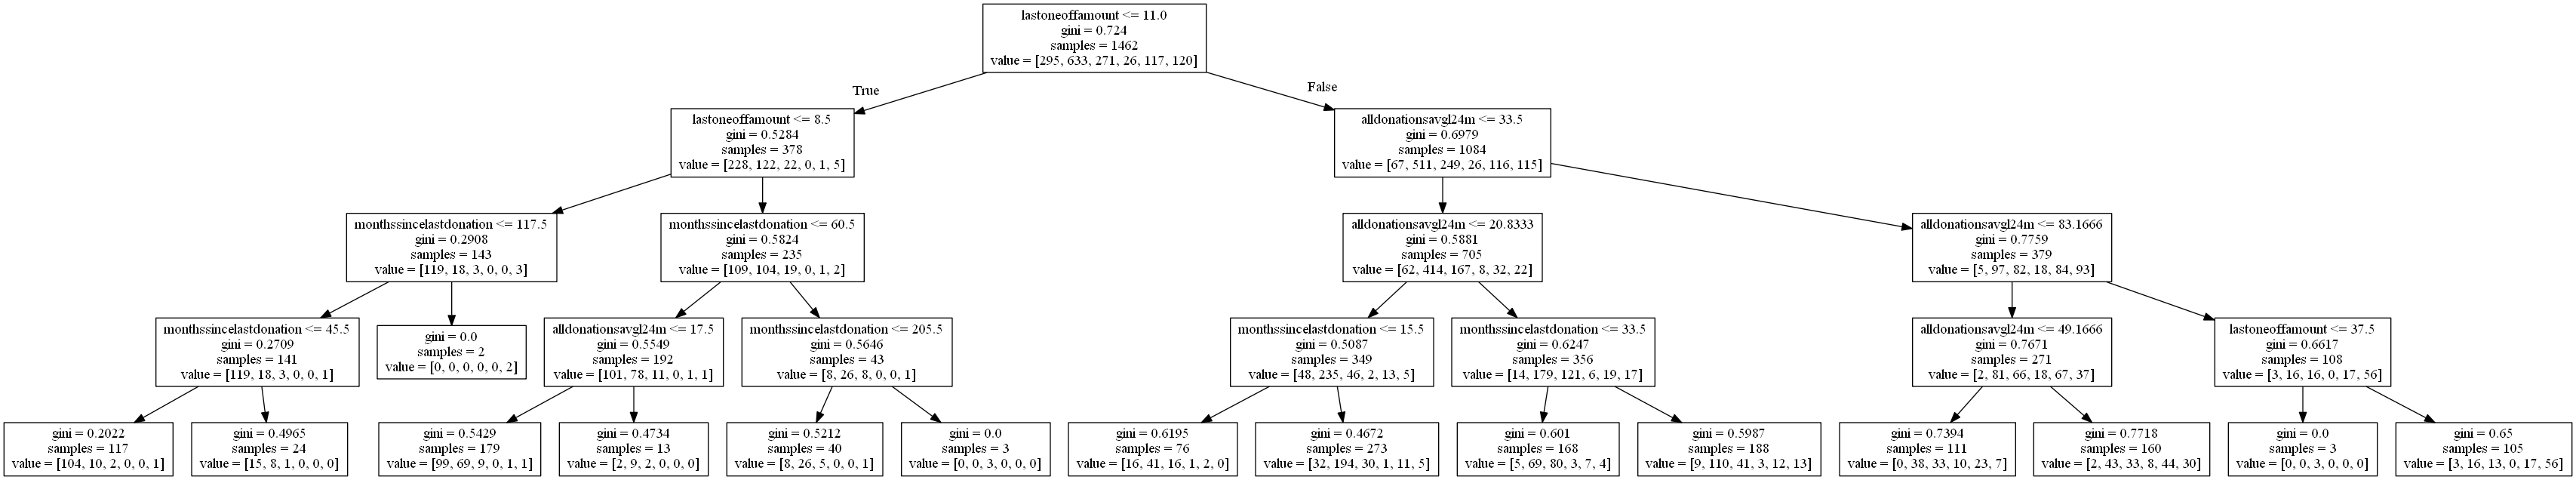 lastoneoffamount <= 11.0
gini = 0.724
samples = 1462
value = [295, 633, 271, 26, 117, 120]
True
False
lastoneoffamount <= 8.5
gini = 0.5284
samples = 378
value = [228, 122, 22, 0, 1, 5]
alldonationsavgl24m <= 33.5
gini = 0.6979
samples = 1084
value = [67, 511, 249, 26, 116, 115]
monthssincelastdonation <= 117.5
gini = 0.2908
samples = 143
value = [119, 18, 3, 0, 0, 3]
monthssincelastdonation <= 60.5
gini = 0.5824
samples = 235
value = [109, 104, 19, 0, 1, 2]
alldonationsavgl24m <= 20.8333
gini = 0.5881
samples = 705
value = [62, 414, 167, 8, 32, 22]
alldonationsavgl24m <= 83.1666
gini = 0.7759
samples = 379
value = [5, 97, 82, 18, 84, 93]
monthssincelastdonation <= 45.5
gini = 0.2709
samples = 141
value = [119, 18, 3, 0, 0, 1]
gini = 0.0
samples = 2
value = [0, 0, 0, 0, 0, 2]
alldonationsavgl24m <= 17.5
gini = 0.5549
samples = 192
value = [101, 78, 11, 0, 1, 1]
monthssincelastdonation <= 205.5
gini = 0.5646
samples = 43
value = [8, 26, 8, 0, 0, 1]
monthssincelastdonation <= 15.5
gini = 0.5087
samples = 349
value = [48, 235, 46, 2, 13, 5]
monthssincelastdonation <= 33.5
gini = 0.6247
samples = 356
value = [14, 179, 121, 6, 19, 17]
alldonationsavgl24m <= 49.1666
gini = 0.7671
samples = 271
value = [2, 81, 66, 18, 67, 37]
lastoneoffamount <= 37.5
gini = 0.6617
samples = 108
value = [3, 16, 16, 0, 17, 56]
gini = 0.2022
samples = 117
value = [104, 10, 2, 0, 0, 1]
gini = 0.4965
samples = 24
value = [15, 8, 1, 0, 0, 0]
gini = 0.5429
samples = 179
value = [99, 69, 9, 0, 1, 1]
gini = 0.4734
samples = 13
value = [2, 9, 2, 0, 0, 0]
gini = 0.5212
samples = 40
value = [8, 26, 5, 0, 0, 1]
gini = 0.0
samples = 3
value = [0, 0, 3, 0, 0, 0]
gini = 0.6195
samples = 76
value = [16, 41, 16, 1, 2, 0]
gini = 0.4672
samples = 273
value = [32, 194, 30, 1, 11, 5]
gini = 0.601
samples = 168
value = [5, 69, 80, 3, 7, 4]
gini = 0.5987
samples = 188
value = [9, 110, 41, 3, 12, 13]
gini = 0.7394
samples = 111
value = [0, 38, 33, 10, 23, 7]
gini = 0.7718
samples = 160
value = [2, 43, 33, 8, 44, 30]
gini = 0.0
samples = 3
value = [0, 0, 3, 0, 0, 0]
gini = 0.65
samples = 105
value = [3, 16, 13, 0, 17, 56]